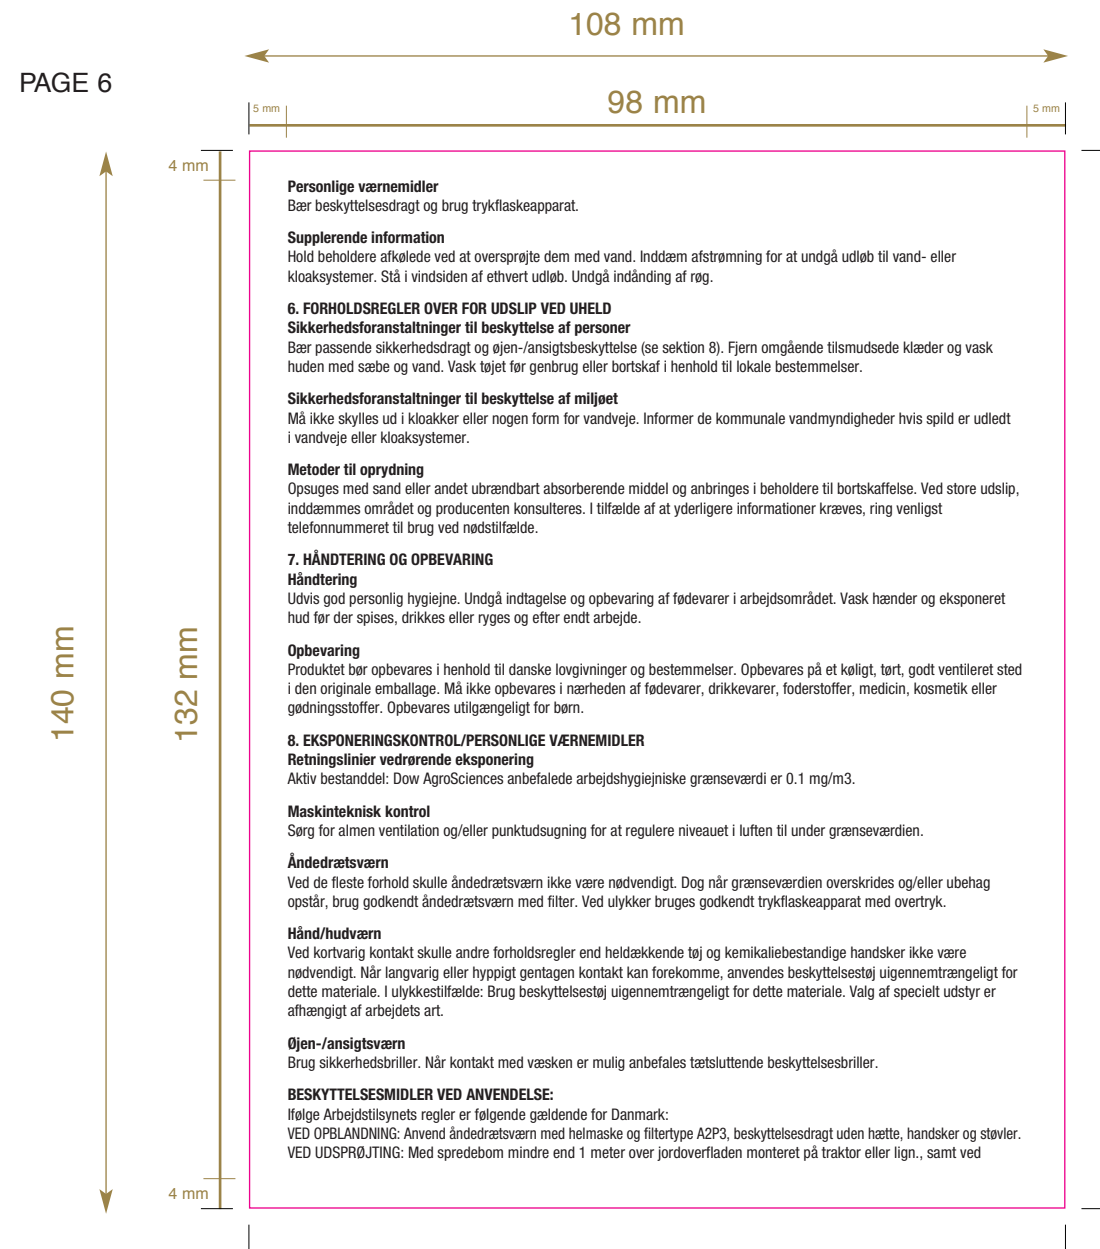 108 mm
PAGE 6
98 mm
5 mm
5 mm
4 mm
Personlige værnemidler
Bær beskyttelsesdragt og brug trykflaskeapparat.
Supplerende information
Hold beholdere afkølede ved at oversprøjte dem med vand. Inddæm afstrømning for at undgå udløb til vand- eller
kloaksystemer. Stå i vindsiden af ethvert udløb. Undgå indånding af røg.
6. FORHOLDSREGLER OVER FOR UDSLIP VED UHELD
Sikkerhedsforanstaltninger til beskyttelse af personer
Bær passende sikkerhedsdragt og øjen-/ansigtsbeskyttelse (se sektion 8). Fjern omgående tilsmudsede klæder og vask
huden med sæbe og vand. Vask tøjet før genbrug eller bortskaf i henhold til lokale bestemmelser.
Sikkerhedsforanstaltninger til beskyttelse af miljøet
Må ikke skylles ud i kloakker eller nogen form for vandveje. Informer de kommunale vandmyndigheder hvis spild er udledt
i vandveje eller kloaksystemer.
Metoder til oprydning
Opsuges med sand eller andet ubrændbart absorberende middel og anbringes i beholdere til bortskaffelse. Ved store udslip,
inddæmmes området og producenten konsulteres. I tilfælde af at yderligere informationer kræves, ring venligst
telefonnummeret til brug ved nødstilfælde.
7. HÅNDTERING OG OPBEVARING
Håndtering
Udvis god personlig hygiejne. Undgå indtagelse og opbevaring af fødevarer i arbejdsområdet. Vask hænder og eksponeret
hud før der spises, drikkes eller ryges og efter endt arbejde.
Opbevaring
Produktet bør opbevares i henhold til danske lovgivninger og bestemmelser. Opbevares på et køligt, tørt, godt ventileret sted
i den originale emballage. Må ikke opbevares i nærheden af fødevarer, drikkevarer, foderstoffer, medicin, kosmetik eller
gødningsstoffer. Opbevares utilgængeligt for børn.
8. EKSPONERINGSKONTROL/PERSONLIGE VÆRNEMIDLER
Retningslinier vedrørende eksponering
Aktiv bestanddel: Dow AgroSciences anbefalede arbejdshygiejniske grænseværdi er 0.1 mg/m3.
Maskinteknisk kontrol
Sørg for almen ventilation og/eller punktudsugning for at regulere niveauet i luften til under grænseværdien.
Åndedrætsværn
Ved de fleste forhold skulle åndedrætsværn ikke være nødvendigt. Dog når grænseværdien overskrides og/eller ubehag
opstår, brug godkendt åndedrætsværn med filter. Ved ulykker bruges godkendt trykflaskeapparat med overtryk.
Hånd/hudværn
Ved kortvarig kontakt skulle andre forholdsregler end heldækkende tøj og kemikaliebestandige handsker ikke være
nødvendigt. Når langvarig eller hyppigt gentagen kontakt kan forekomme, anvendes beskyttelsestøj uigennemtrængeligt for
dette materiale. I ulykkestilfælde: Brug beskyttelsestøj uigennemtrængeligt for dette materiale. Valg af specielt udstyr er
afhængigt af arbejdets art.
Øjen-/ansigtsværn
Brug sikkerhedsbriller. Når kontakt med væsken er mulig anbefales tætsluttende beskyttelsesbriller.
BESKYTTELSESMIDLER VED ANVENDELSE:
Ifølge Arbejdstilsynets regler er følgende gældende for Danmark:
VED OPBLANDNING: Anvend åndedrætsværn med helmaske og filtertype A2P3, beskyttelsesdragt uden hætte, handsker og støvler.
VED UDSPRØJTING: Med spredebom mindre end 1 meter over jordoverfladen monteret på traktor eller lign., samt ved
140 mm
132 mm
4 mm